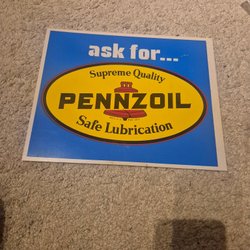 ask for...
Supreme Quality
PENNZOIL
Safe Lubrication